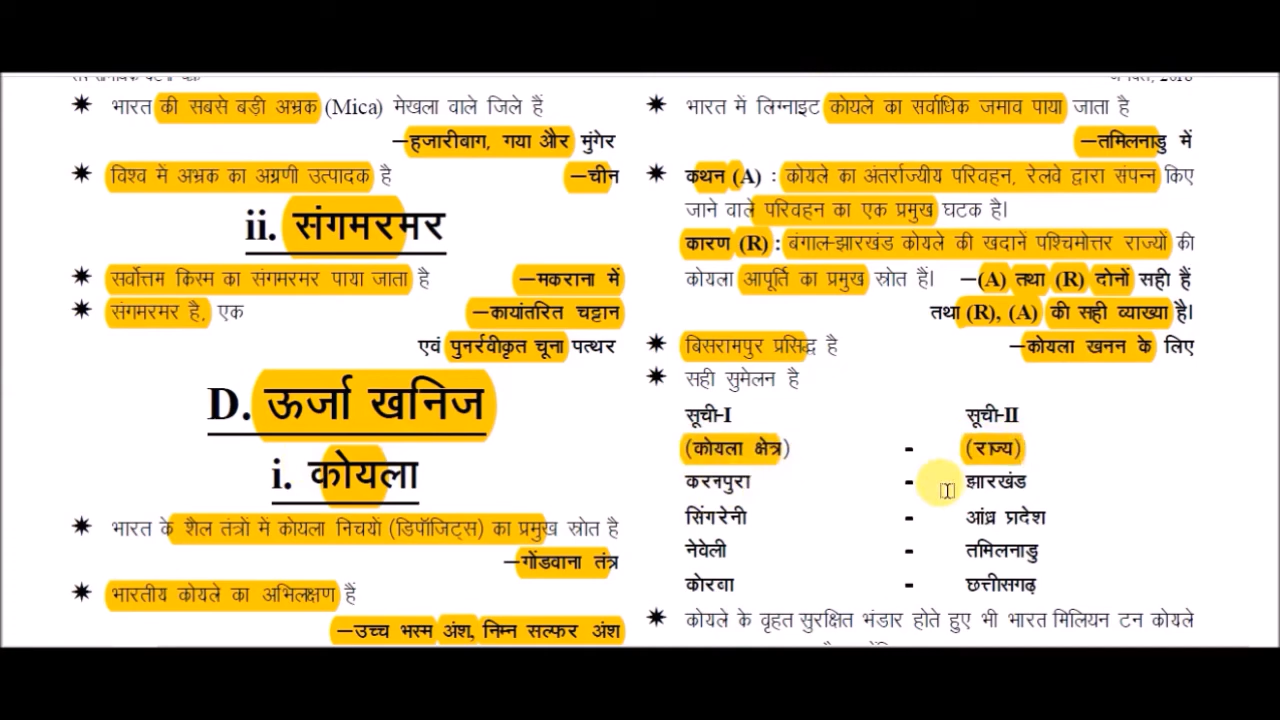 ✷ भारत की सबसे बड़ी अभ्रक (Mica) मेखला वाले जिले हैं
–हजारीबाग, गया और मुंगेर
✷ विश्व में अभ्रक का अग्रणी उत्पादक है –चीन
ii. संगमरमर
✷ सर्वोत्तम किस्म का संगमरमर पाया जाता है –मकराना में
✷ संगमरमर है, एक –कायांतरित चट्टान
एवं पुनर्रवीकृत चूना पत्थर
D. ऊर्जा खनिज
i. कोयला
✷ भारत के शैल तंत्रों में कोयला निचयों (डिपॉजिट्स) का प्रमुख स्रोत है
–गोंडवाना तंत्र
✷ भारतीय कोयले का अभिलक्षण हैं
–उच्च भस्म अंश, निम्न सल्फर अंश
✷ भारत में लिग्नाइट कोयले का सर्वाधिक जमाव पाया जाता है
–तमिलनाडु में
✷ कथन (A) : कोयले का अंतर्राज्यीय परिवहन, रेलवे द्वारा संपन्न किए
जाने वाले परिवहन का एक प्रमुख घटक है।
कारण (R) : बंगाल-झारखंड कोयले की खदानें पश्चिमोत्तर राज्यों की
कोयला आपूर्ति का प्रमुख स्रोत हैं। –(A) तथा (R) दोनों सही हैं
तथा (R), (A) की सही व्याख्या है।
✷ बिसरामपुर प्रसिद्ध है –कोयला खनन के लिए
✷ सही सुमेलन है
सूची-I सूची-II
(कोयला क्षेत्र) - (राज्य)
करनपुरा - झारखंड
सिंगरेनी - आंध्र प्रदेश
नेवेली - तमिलनाडु
कोरबा - छत्तीसगढ़
✷ कोयले के वृहत सुरक्षित भंडार होते हुए भी भारत मिलियन टन कोयले